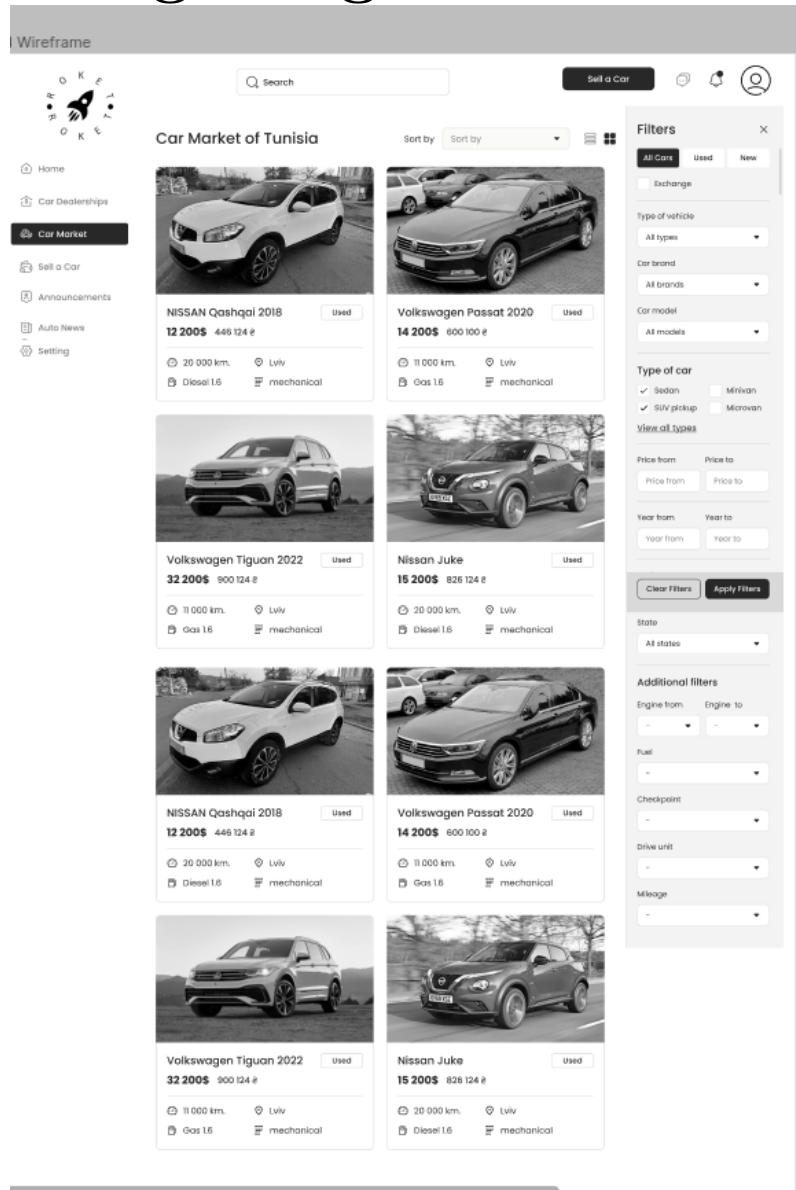 Wireframe
ROKET ROKET
Search
Sell a Car
Home
Car Dealerships
Car Market
Sell a Car
Announcements
Auto News
Setting
Car Market of Tunisia
Sort by Sort by
NISSAN Qashqai 2018 Used
12 200$ 446 124 ₴
20 000 km. Lviv
Diesel 1.6 mechanical
Volkswagen Passat 2020 Used
14 200$ 600 100 ₴
11 000 km. Lviv
Gas 1.6 mechanical
Volkswagen Tiguan 2022 Used
32 200$ 900 124 ₴
11 000 km. Lviv
Gas 1.6 mechanical
Nissan Juke Used
15 200$ 826 124 ₴
20 000 km. Lviv
Diesel 1.6 mechanical
NISSAN Qashqai 2018 Used
12 200$ 446 124 ₴
20 000 km. Lviv
Diesel 1.6 mechanical
Volkswagen Passat 2020 Used
14 200$ 600 100 ₴
11 000 km. Lviv
Gas 1.6 mechanical
Volkswagen Tiguan 2022 Used
32 200$ 900 124 ₴
11 000 km. Lviv
Gas 1.6 mechanical
Nissan Juke Used
15 200$ 826 124 ₴
20 000 km. Lviv
Diesel 1.6 mechanical
Filters
All Cars Used New
Exchange
Type of vehicle
All types
Car brand
All brands
Car model
All models
Type of car
Sedan Minivan
SUV pickup Microvan
View all types
Price from Price to
Price from Price to
Year from Year to
Year from Year to
Clear Filters Apply Filters
State
All states
Additional filters
Engine from Engine to
- -
Fuel
-
Checkpoint
-
Drive unit
-
Mileage
-